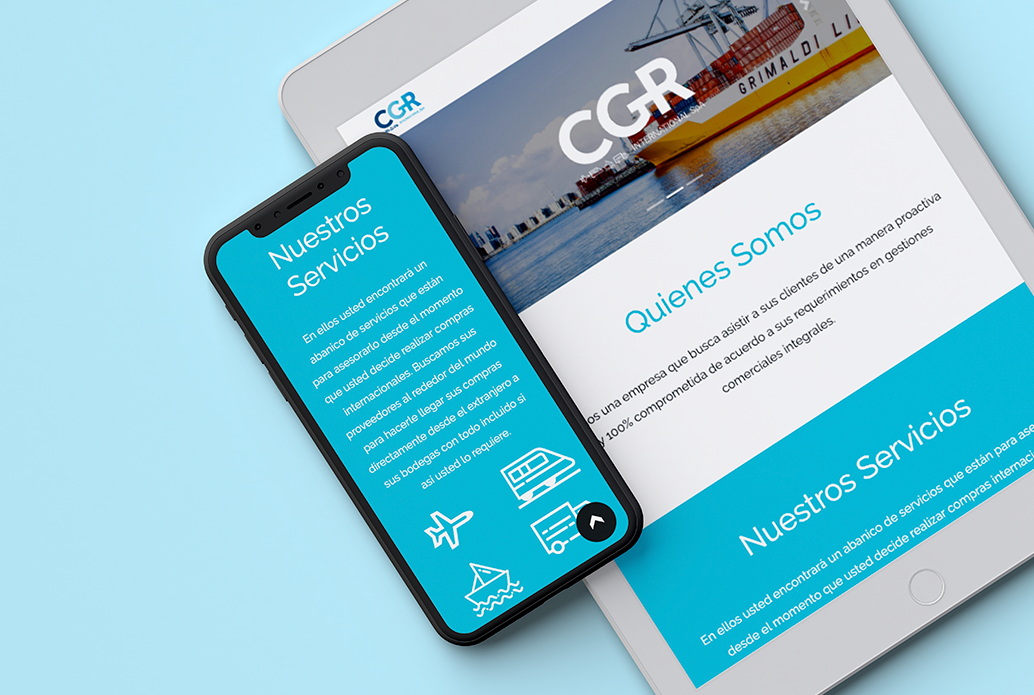 Nuestros
Servicios
En ellos usted encontrará un
abanico de servicios que están
para asesorarlo desde el momento
que usted decide realizar compras
internacionales. Buscamos sus
proveedores al rededor del mundo
para hacerle llegar sus compras
directamente desde el extranjero a
sus bodegas con todo incluido si
así usted lo requiere.
CGR
CGR
INTERNATIONAL SpA
GRIMALDI LI
Quienes Somos
os una empresa que busca asistir a sus clientes de una manera proactiva
y 100% comprometida de acuerdo a sus requerimientos en gestiones
comerciales integrales.
Nuestros Servicios
En ellos usted encontrará un abanico de servicios que están para ase
desde el momento que usted decide realizar compras internaci